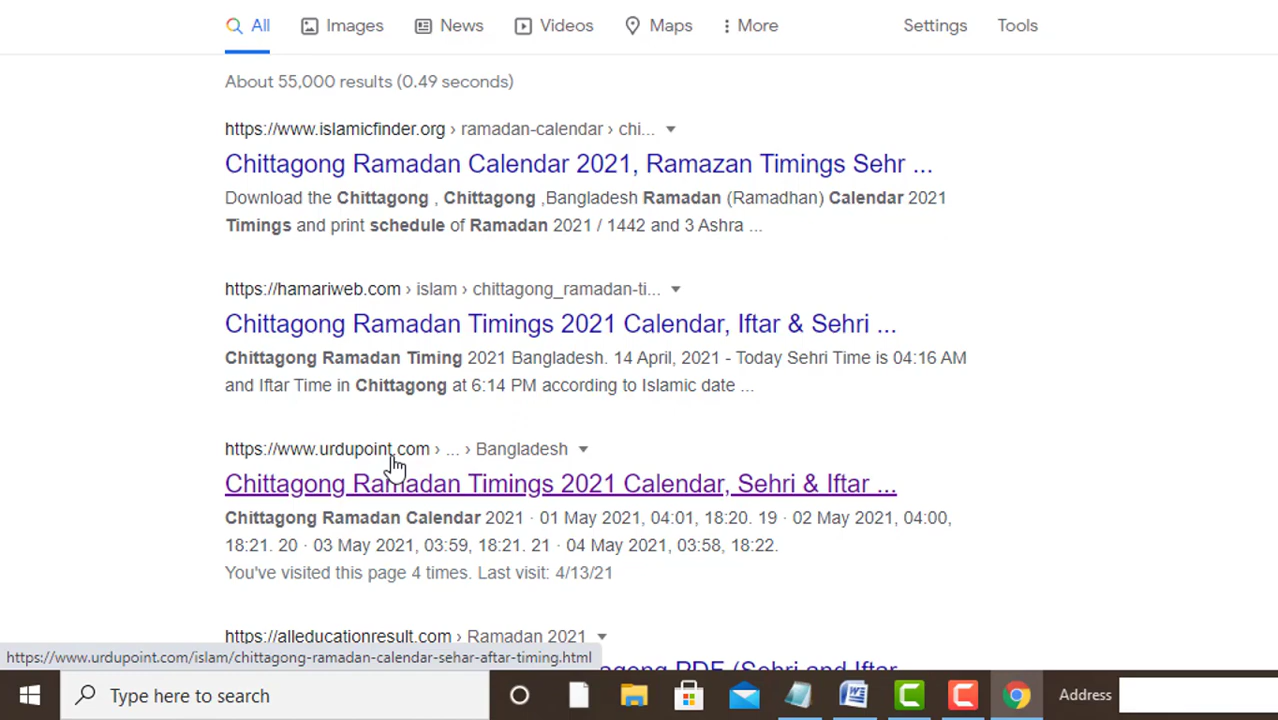 All Images News Videos Maps More Settings Tools
About 55,000 results (0.49 seconds)
https://www.islamicfinder.org › ramadan-calendar › chi...
Chittagong Ramadan Calendar 2021, Ramazan Timings Sehr ...
Download the Chittagong , Chittagong ,Bangladesh Ramadan (Ramadhan) Calendar 2021
Timings and print schedule of Ramadan 2021 / 1442 and 3 Ashra ...
https://hamariweb.com › islam › chittagong_ramadan-ti...
Chittagong Ramadan Timings 2021 Calendar, Iftar & Sehri ...
Chittagong Ramadan Timing 2021 Bangladesh. 14 April, 2021 - Today Sehri Time is 04:16 AM
and Iftar Time in Chittagong at 6:14 PM according to Islamic date ...
https://www.urdupoint.com › ... › Bangladesh
Chittagong Ramadan Timings 2021 Calendar, Sehri & Iftar ...
Chittagong Ramadan Calendar 2021 · 01 May 2021, 04:01, 18:20. 19 · 02 May 2021, 04:00,
18:21. 20 · 03 May 2021, 03:59, 18:21. 21 · 04 May 2021, 03:58, 18:22.
You've visited this page 4 times. Last visit: 4/13/21
https://alleducationresult.com › Ramadan 2021
PDF (Sehri and Iftar
https://www.urdupoint.com/islam/chittagong-ramadan-calendar-sehar-aftar-timing.html
Type here to search Address